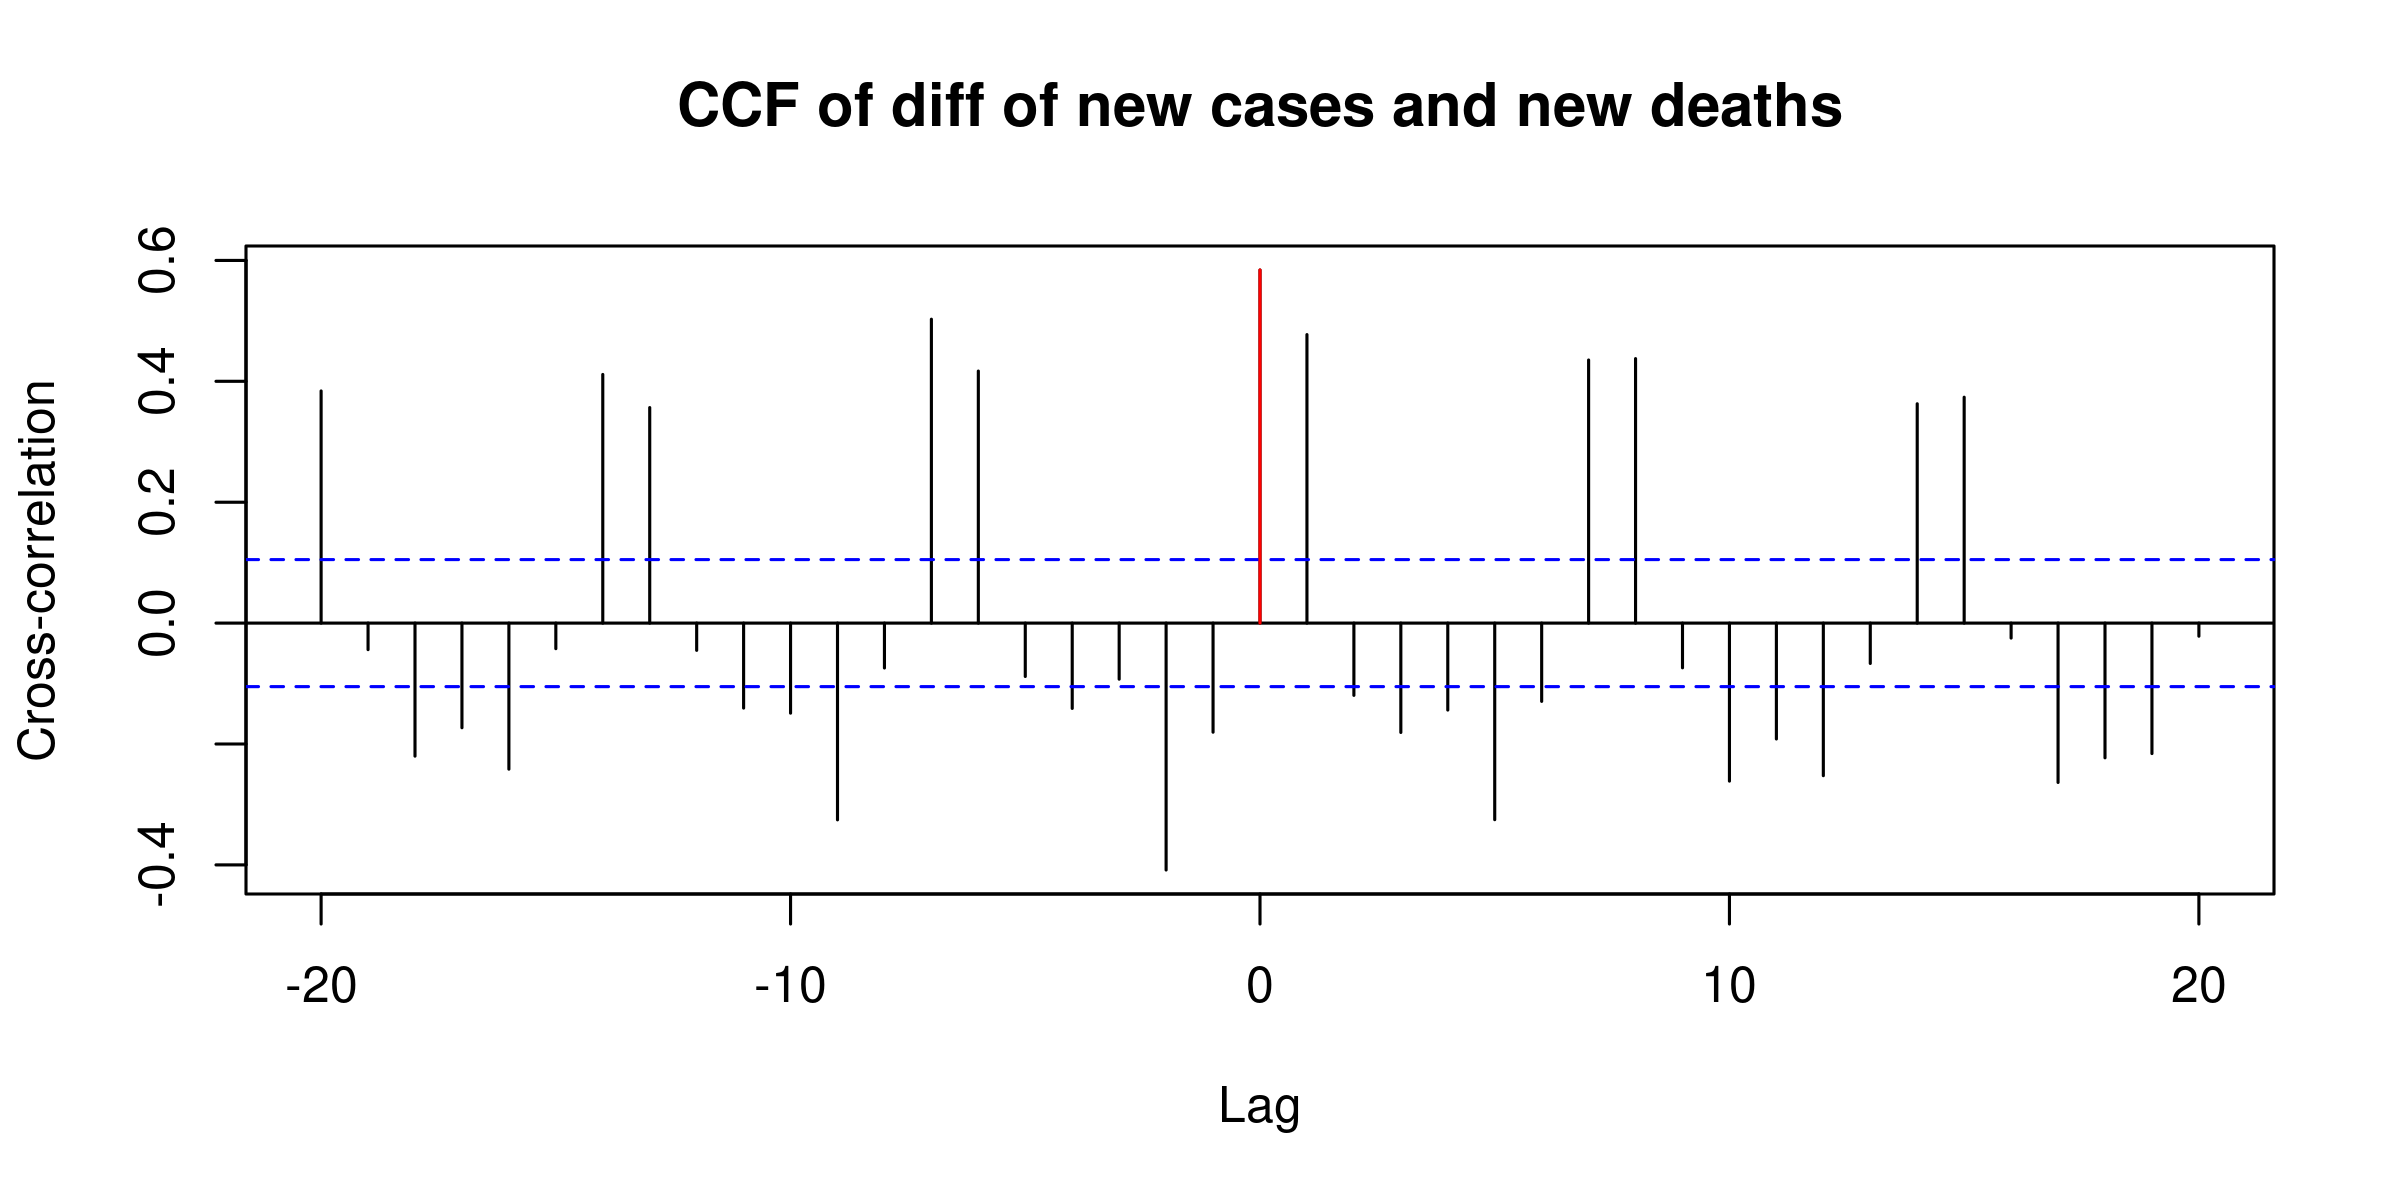 CCF of diff of new cases and new deaths
Cross-correlation
0.6
0.4
0.2
0.0
-0.4
-20 -10 0 10 20
Lag